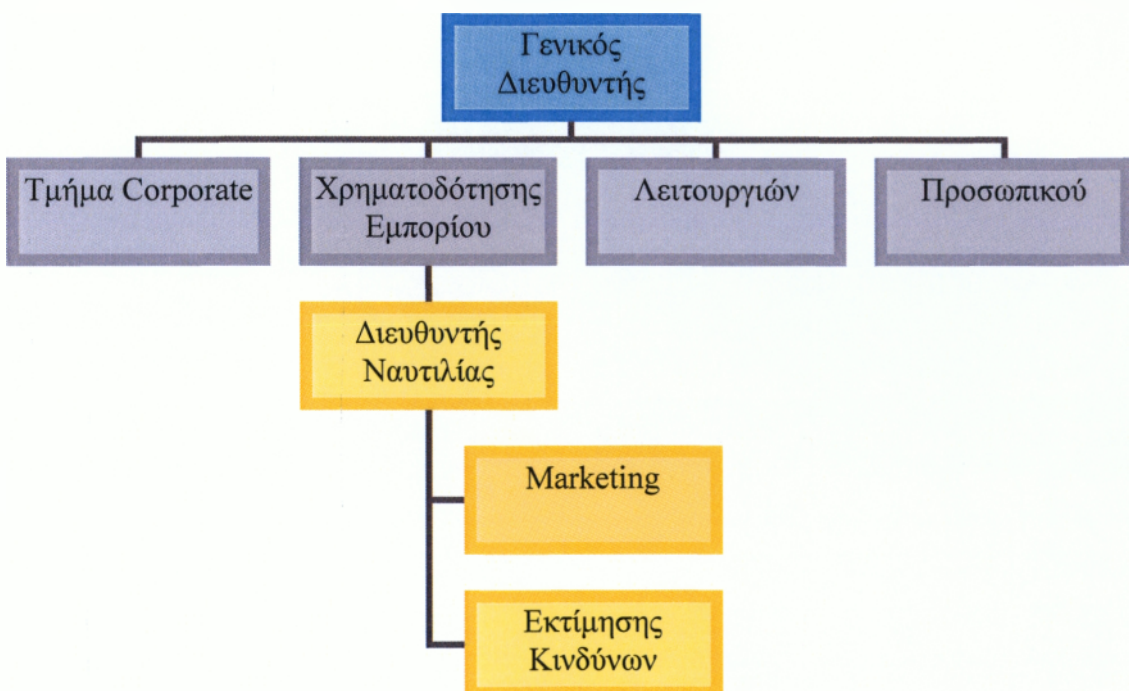 Γενικός
Διευθυντής
Τμήμα Corporate
Χρηματοδότησης
Εμπορίου
Λειτουργιών
Προσωπικού
Διευθυντής
Ναυτιλίας
Marketing
Εκτίμησης
Κινδύνων